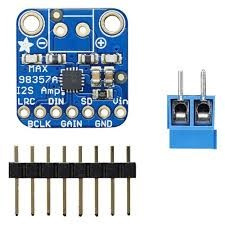 MAX
98357A
I2S Amp
LRC DIN SD Vin
BCLK GAIN GND